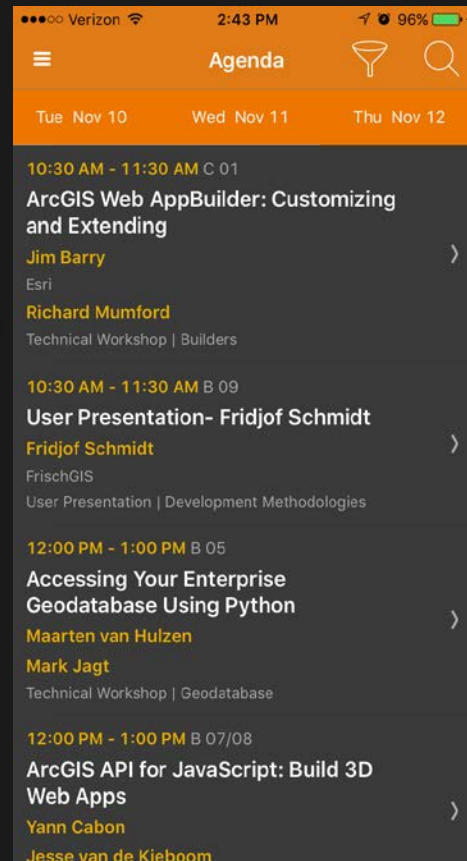 Verizon 2:43 PM 96%
Agenda
Tue Nov 10 Wed Nov 11 Thu Nov 12
10:30 AM - 11:30 AM C 01
ArcGIS Web AppBuilder: Customizing
and Extending
Jim Barry
Esri
Richard Mumford
Technical Workshop | Builders
10:30 AM - 11:30 AM B 09
User Presentation- Fridjof Schmidt
Fridjof Schmidt
FrischGIS
User Presentation | Development Methodologies
12:00 PM - 1:00 PM B 05
Accessing Your Enterprise
Geodatabase Using Python
Maarten van Hulzen
Mark Jagt
Technical Workshop | Geodatabase
12:00 PM - 1:00 PM B 07/08
ArcGIS API for JavaScript: Build 3D
Web Apps
Yann Cabon
Jesse van de Kieboom